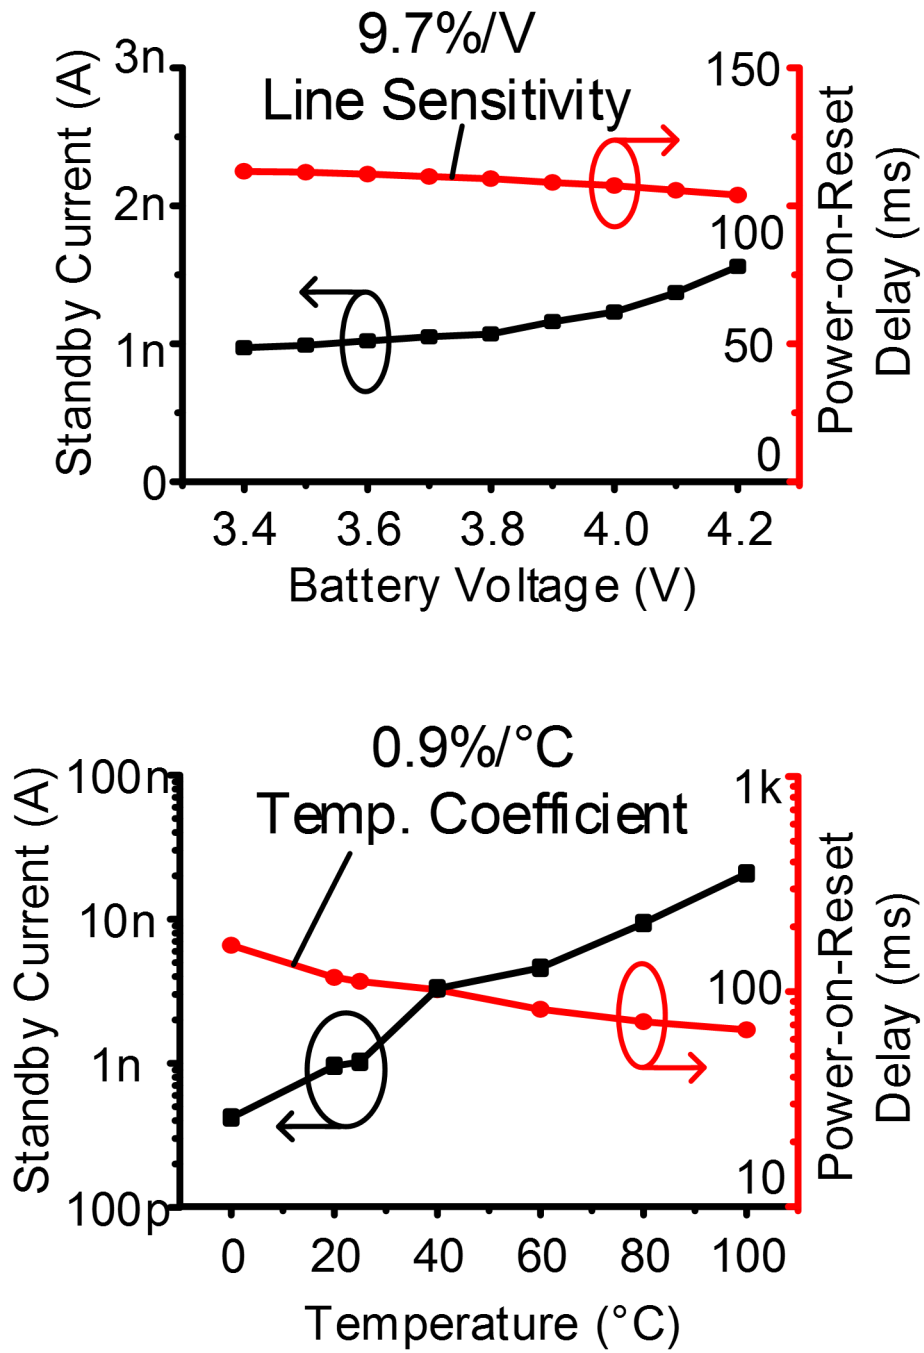 9.7%/V
Line Sensitivity
Standby Current (A)
3n
2n
1n
0
150
100
50
0
Power-on-Reset
Delay (ms)
3.4 3.6 3.8 4.0 4.2
Battery Voltage (V)
0.9%/°C
Temp. Coefficient
Standby Current (A)
100n
10n
1n
100p
1k
100
10
Power-on-Reset
Delay (ms)
0 20 40 60 80 100
Temperature (°C)